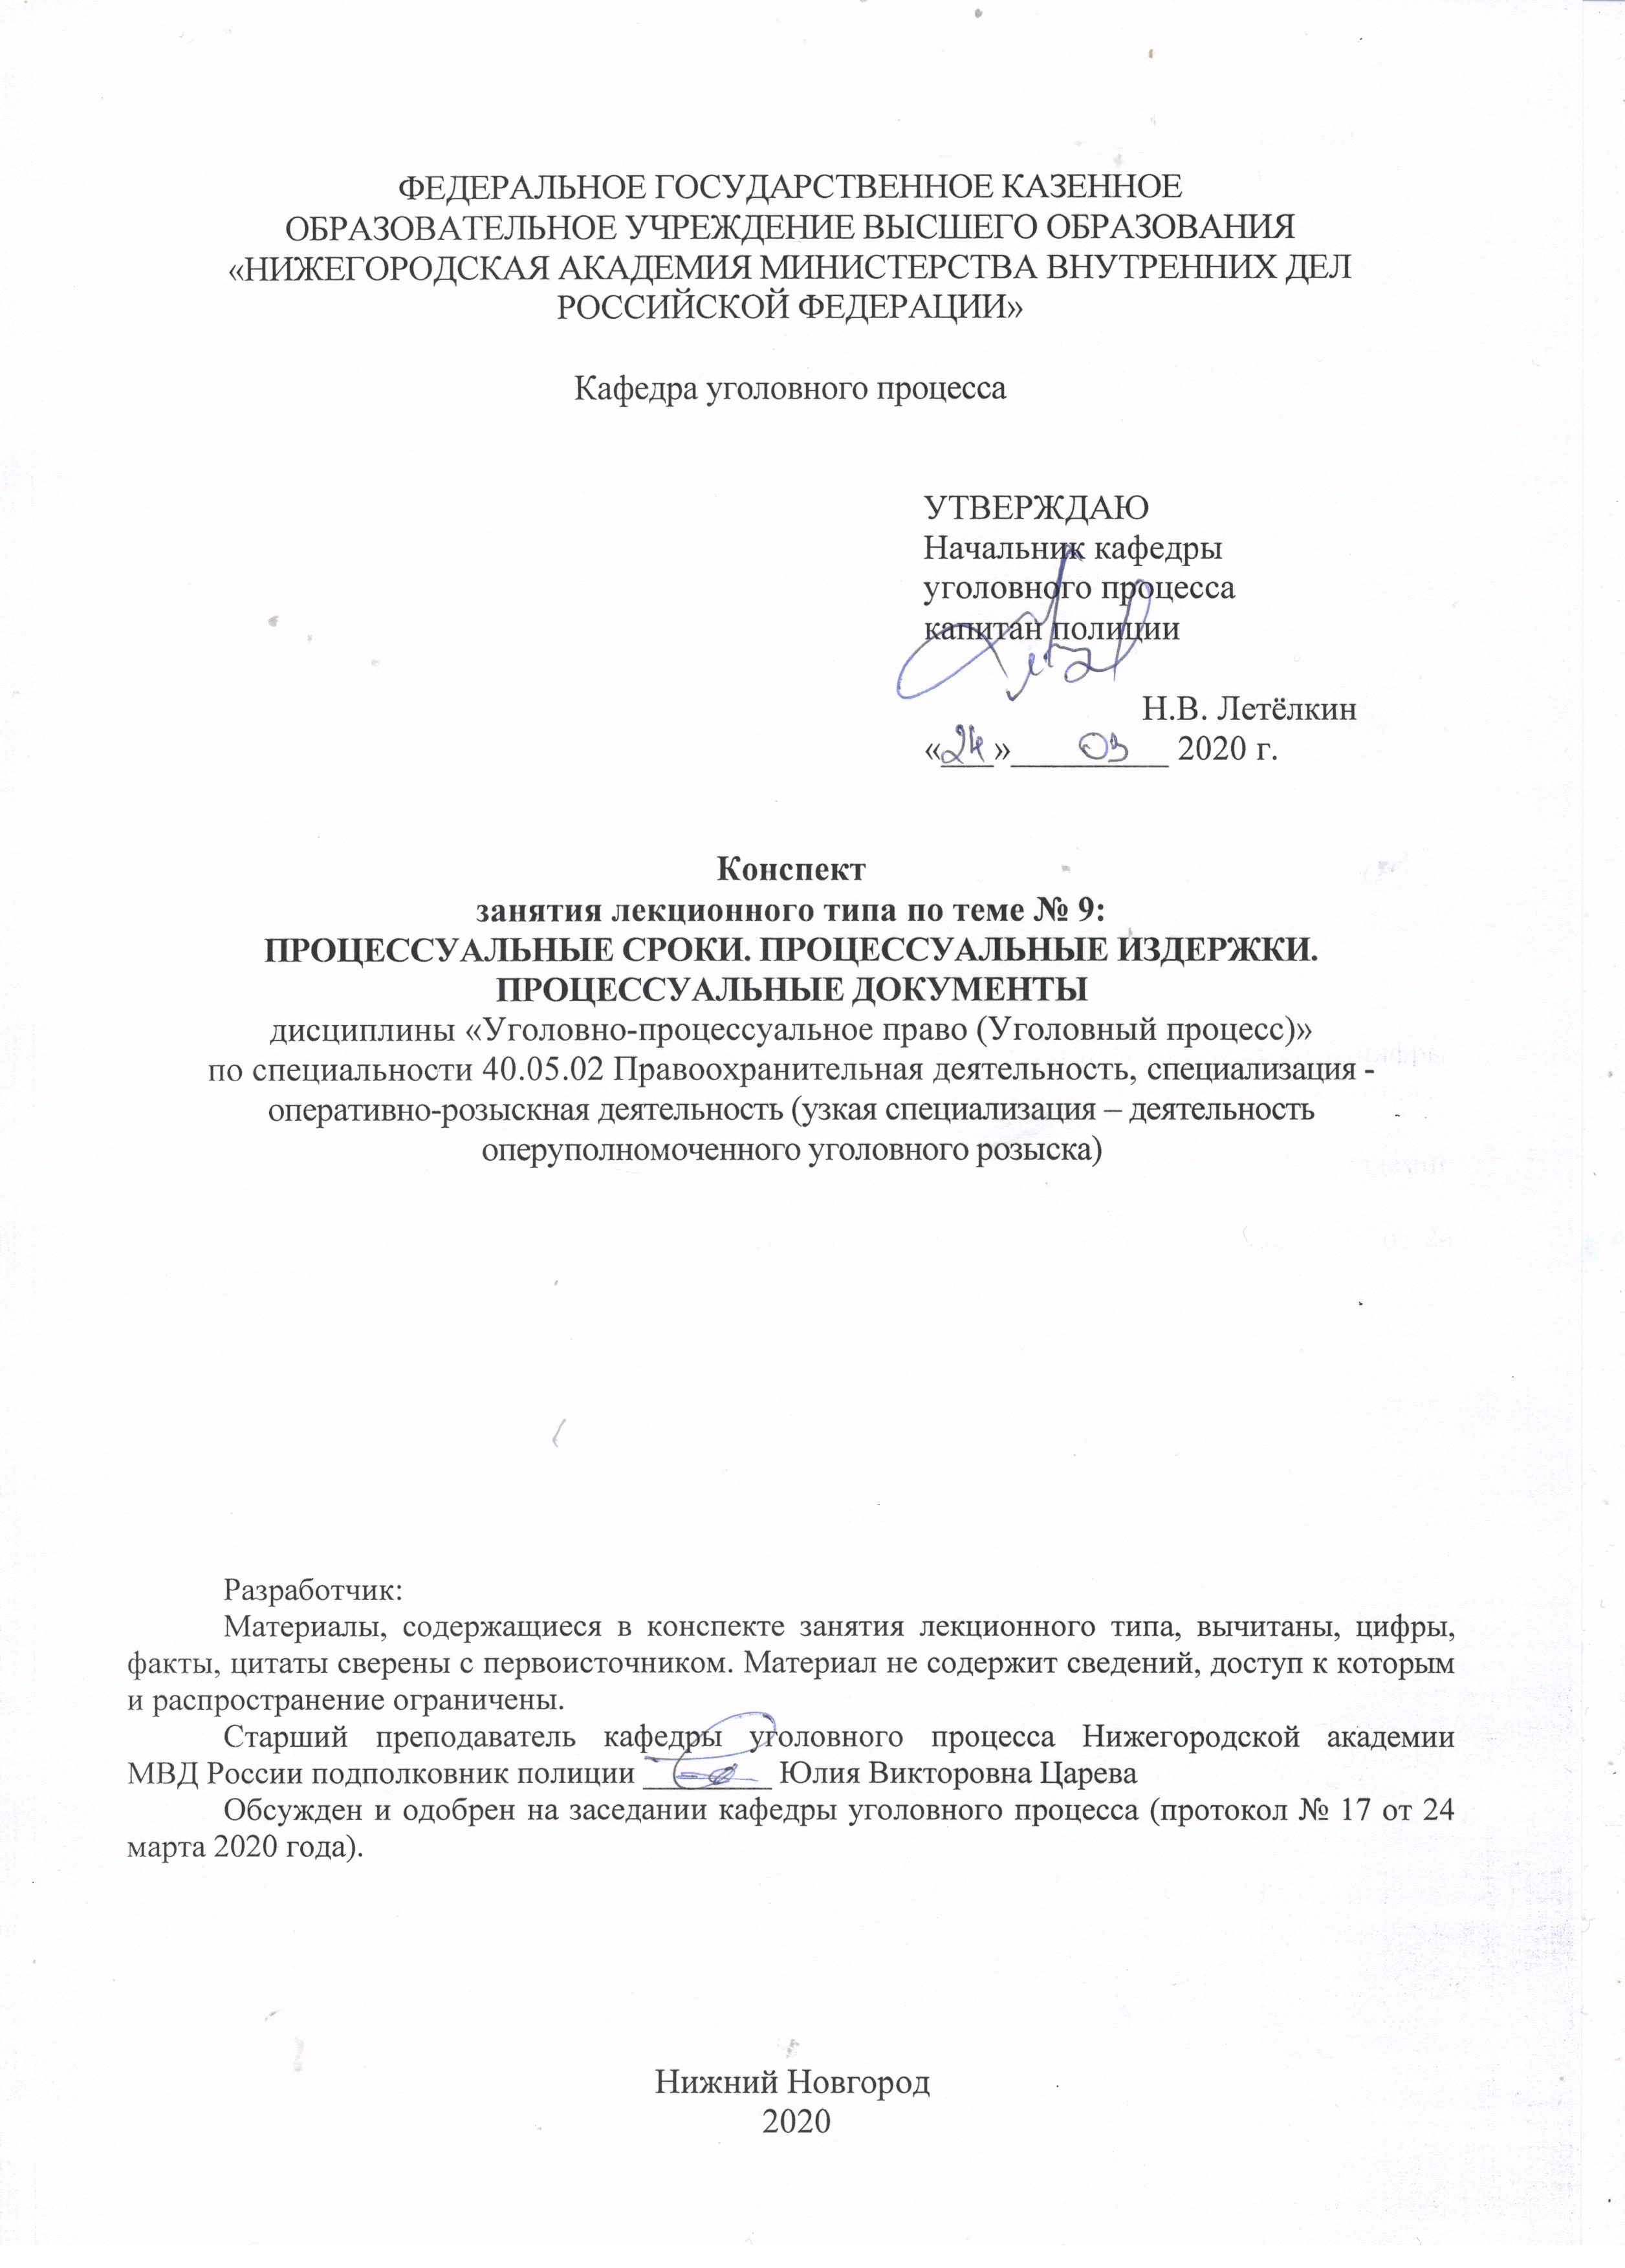 ФЕДЕРАЛЬНОЕ ГОСУДАРСТВЕННОЕ КАЗЕННОЕ
ОБРАЗОВАТЕЛЬНОЕ УЧРЕЖДЕНИЕ ВЫСШЕГО ОБРАЗОВАНИЯ
«НИЖЕГОРОДСКАЯ АКАДЕМИЯ МИНИСТЕРСТВА ВНУТРЕННИХ ДЕЛ
РОССИЙСКОЙ ФЕДЕРАЦИИ»
Кафедра уголовного процесса
УТВЕРЖДАЮ
Начальник кафедры
уголовного процесса
капитан полиции
Н.В. Летёлкин
«24» 03 2020 г.
Конспект
занятия лекционного типа по теме № 9:
ПРОЦЕССУАЛЬНЫЕ СРОКИ. ПРОЦЕССУАЛЬНЫЕ ИЗДЕРЖКИ.
ПРОЦЕССУАЛЬНЫЕ ДОКУМЕНТЫ
дисциплины «Уголовно-процессуальное право (Уголовный процесс)»
по специальности 40.05.02 Правоохранительная деятельность, специализация -
оперативно-розыскная деятельность (узкая специализация – деятельность
оперуполномоченного уголовного розыска)
Разработчик:
Материалы, содержащиеся в конспекте занятия лекционного типа, вычитаны, цифры,
факты, цитаты сверены с первоисточником. Материал не содержит сведений, доступ к которым
и распространение ограничены.
Старший преподаватель кафедры уголовного процесса Нижегородской академии
МВД России подполковник полиции ________ Юлия Викторовна Царева
Обсужден и одобрен на заседании кафедры уголовного процесса (протокол № 17 от 24
марта 2020 года).
Нижний Новгород
2020